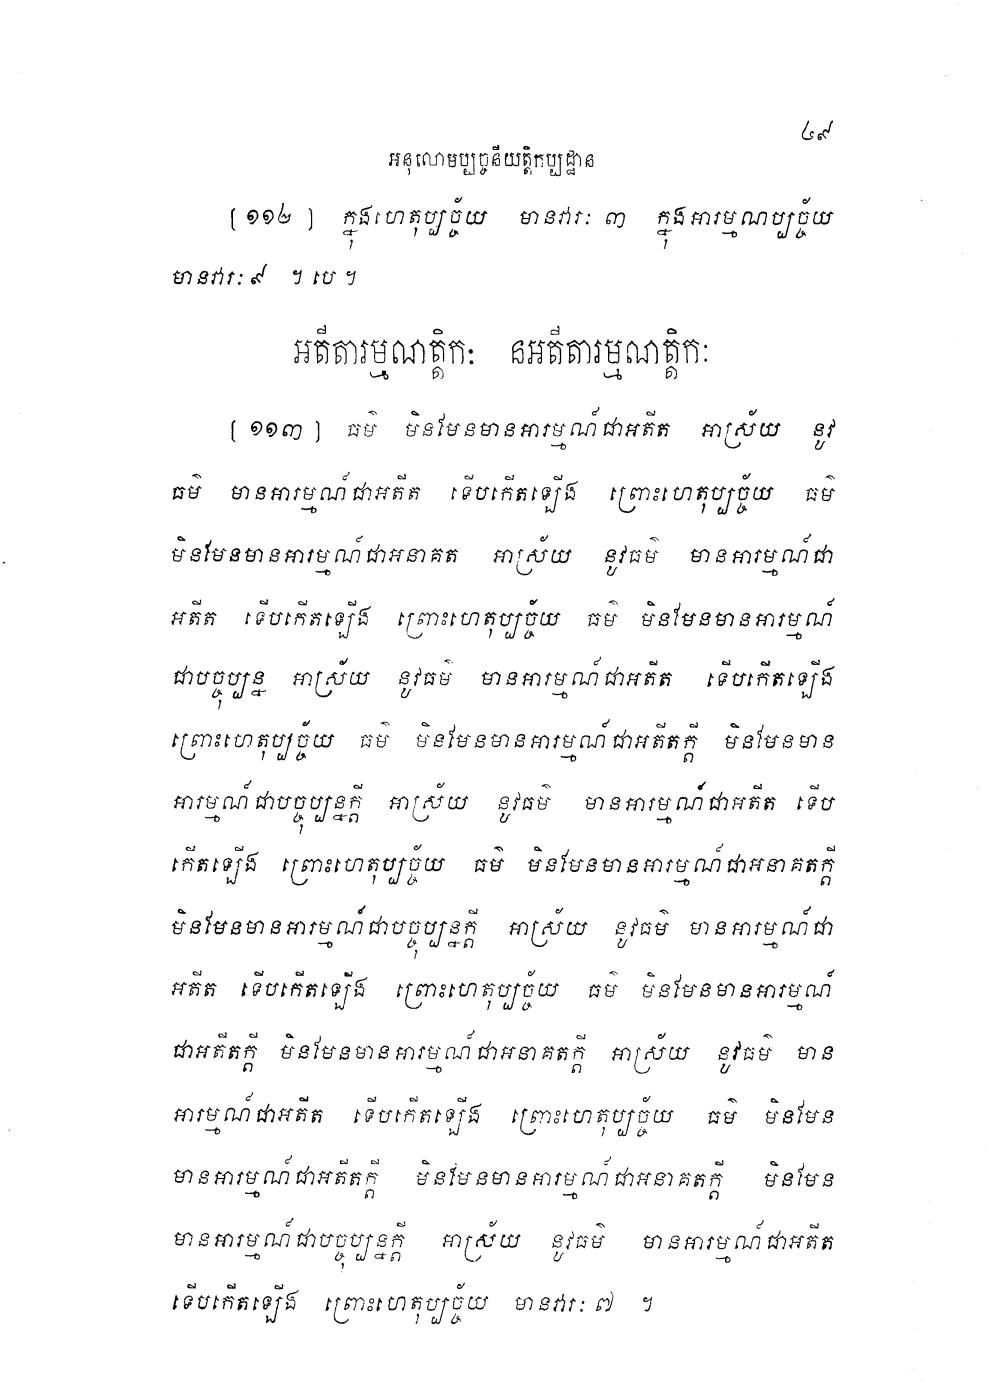 ៤៩
អនុលោមប្បច្ចនីយត្តិកប្បដ្ឋាន
[១១២] ក្នុងហេតុប្បច្ច័យ មានវារៈ ៣ ក្នុងអារម្មណប្បច្ច័យ
មានវារៈ ៩ ។ បេ ។
អតីតារម្មណត្តិកៈ នអតីតារម្មណត្តិកៈ
[១១៣] ធម៌ មិនមែនមានអារម្មណ៍ជាអតីត អាស្រ័យ នូវ
ធម៌ មានអារម្មណ៍ជាអតីត ទើបកើតឡើង ព្រោះហេតុប្បច្ច័យ ធម៌
មិនមែនមានអារម្មណ៍ជាអនាគត អាស្រ័យ នូវធម៌ មានអារម្មណ៍ជា
អតីត ទើបកើតឡើង ព្រោះហេតុប្បច្ច័យ ធម៌ មិនមែនមានអារម្មណ៍
ជាបច្ចុប្បន្ន អាស្រ័យ នូវធម៌ មានអារម្មណ៍ជាអតីត ទើបកើតឡើង
ព្រោះហេតុប្បច្ច័យ ធម៌ មិនមែនមានអារម្មណ៍ជាអតីតក្តី មិនមែនមាន
អារម្មណ៍ជាបច្ចុប្បន្នក្តី អាស្រ័យ នូវធម៌ មានអារម្មណ៍ជាអតីត ទើប
កើតឡើង ព្រោះហេតុប្បច្ច័យ ធម៌ មិនមែនមានអារម្មណ៍ជាអនាគតក្តី
មិនមែនមានអារម្មណ៍ជាបច្ចុប្បន្នក្តី អាស្រ័យ នូវធម៌ មានអារម្មណ៍ជា
អតីត ទើបកើតឡើង ព្រោះហេតុប្បច្ច័យ ធម៌ មិនមែនមានអារម្មណ៍
ជាអតីតក្តី មិនមែនមានអារម្មណ៍ជាអនាគតក្តី អាស្រ័យ នូវធម៌ មាន
អារម្មណ៍ជាអតីត ទើបកើតឡើង ព្រោះហេតុប្បច្ច័យ ធម៌ មិនមែន
មានអារម្មណ៍ជាអតីតក្តី មិនមែនមានអារម្មណ៍ជាអនាគតក្តី មិនមែន
មានអារម្មណ៍ជាបច្ចុប្បន្នក្តី អាស្រ័យ នូវធម៌ មានអារម្មណ៍ជាអតីត
ទើបកើតឡើង ព្រោះហេតុប្បច្ច័យ មានវារៈ ៧ ។